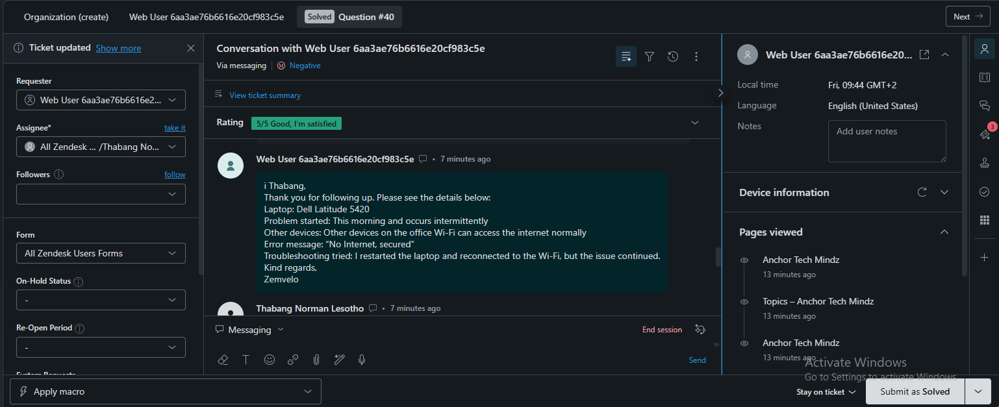 Organization (create)
Web User 6aa3ae76b6616e20cf983c5e
Solved Question #40
Next
Ticket updated Show more
Requester
Web User 6aa3ae76b6616e2...
Assignee* take it
All Zendesk ... /Thabang No...
Followers follow
Form
All Zendesk Users Forms
On-Hold Status
-
Re-Open Period
-
System Requests
Apply macro
Conversation with Web User 6aa3ae76b6616e20cf983c5e
Via messaging Negative
View ticket summary
Rating 5/5 Good, I'm satisfied
Web User 6aa3ae76b6616e20cf983c5e • 7 minutes ago
i Thabang,
Thank you for following up. Please see the details below:
Laptop: Dell Latitude 5420
Problem started: This morning and occurs intermittently
Other devices: Other devices on the office Wi-Fi can access the internet normally
Error message: “No Internet, secured”
Troubleshooting tried: I restarted the laptop and reconnected to the Wi-Fi, but the issue continued.
Kind regards,
Zemvelo
Thabang Norman Lesotho • 7 minutes ago
Messaging
End session
Send
Web User 6aa3ae76b6616e20...
Local time Fri, 09:44 GMT+2
Language English (United States)
Notes Add user notes
Device information
Pages viewed
Anchor Tech Mindz
13 minutes ago
Topics – Anchor Tech Mindz
13 minutes ago
Anchor Tech Mindz
13 minutes ago
3
Activate Windows
Go to Settings to activate Windows.
Stay on ticket
Submit as Solved